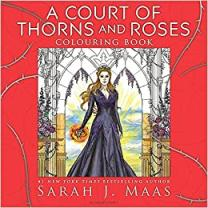 A COURT OF
THORNS AND ROSES
COLOURING BOOK
#1 NEW YORK TIMES BESTSELLING AUTHOR
SARAH J. MAAS